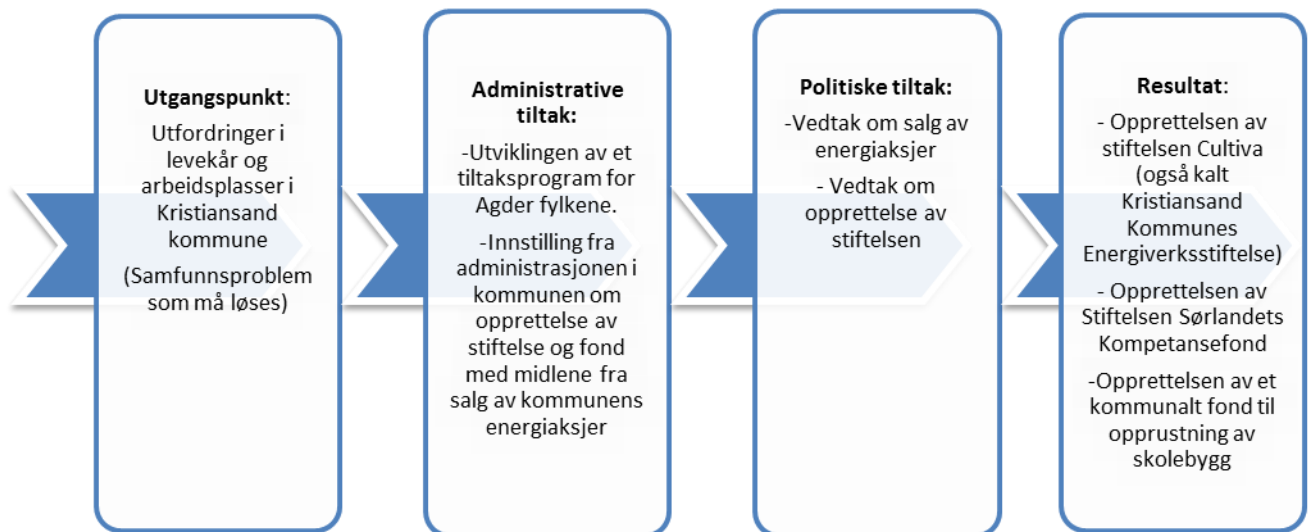 Utgangspunkt:
Utfordringer i
levekår og
arbeidsplasser i
Kristiansand
kommune
(Samfunnsproblem
som må løses)
Administrative
tiltak:
-Utviklingen av et
tiltaksprogram for
Agder fylkene.
-Innstilling fra
administrasjonen i
kommunen om
opprettelse av
stiftelse og fond
med midlene fra
salg av kommunens
energiaksjer
Politiske tiltak:
-Vedtak om salg av
energiaksjer
- Vedtak om
opprettelse av
stiftelsen
Resultat:
- Opprettelsen av
stiftelsen Cultiva
(også kalt
Kristiansand
Kommunes
Energiverksstiftelse)
- Opprettelsen av
Stiftelsen Sørlandets
Kompetansefond
-Opprettelsen av et
kommunalt fond til
opprustning av
skolebygg